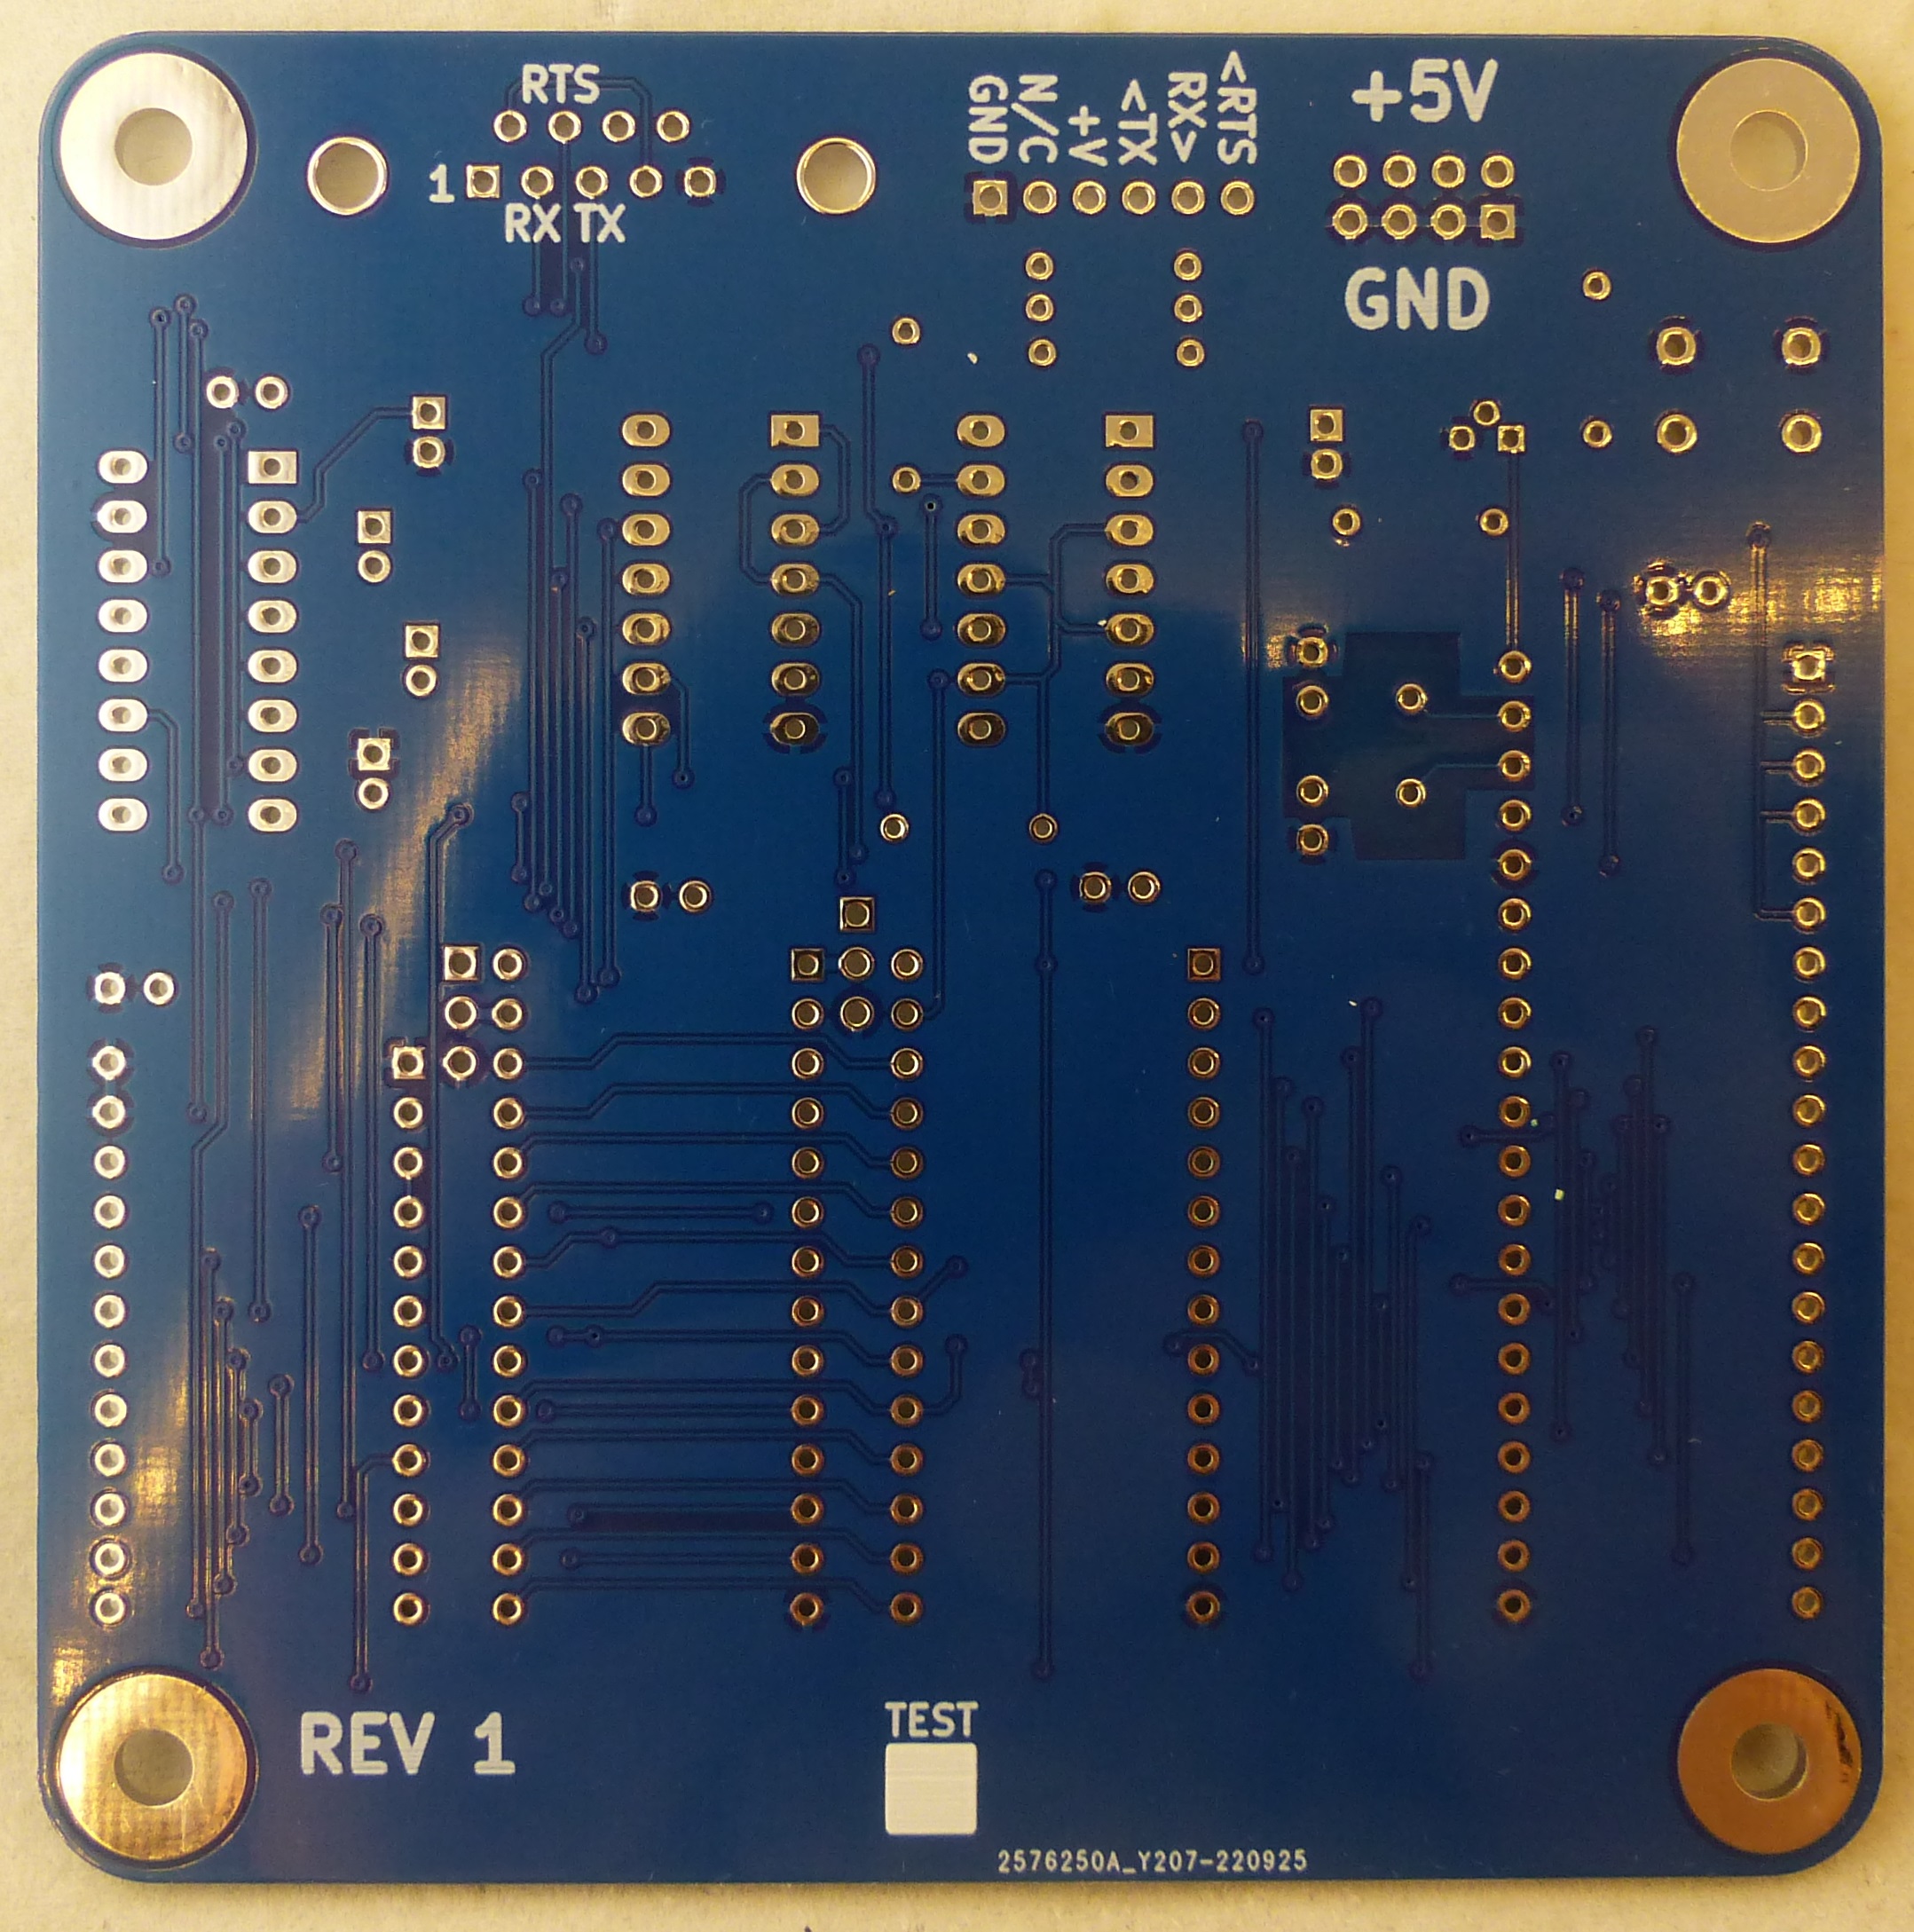 RTS
1
RX TX
GND
N/C
+V
<TX
RX>
<RTS
+5V
GND
REV 1
TEST
2576250A_Y207-220925